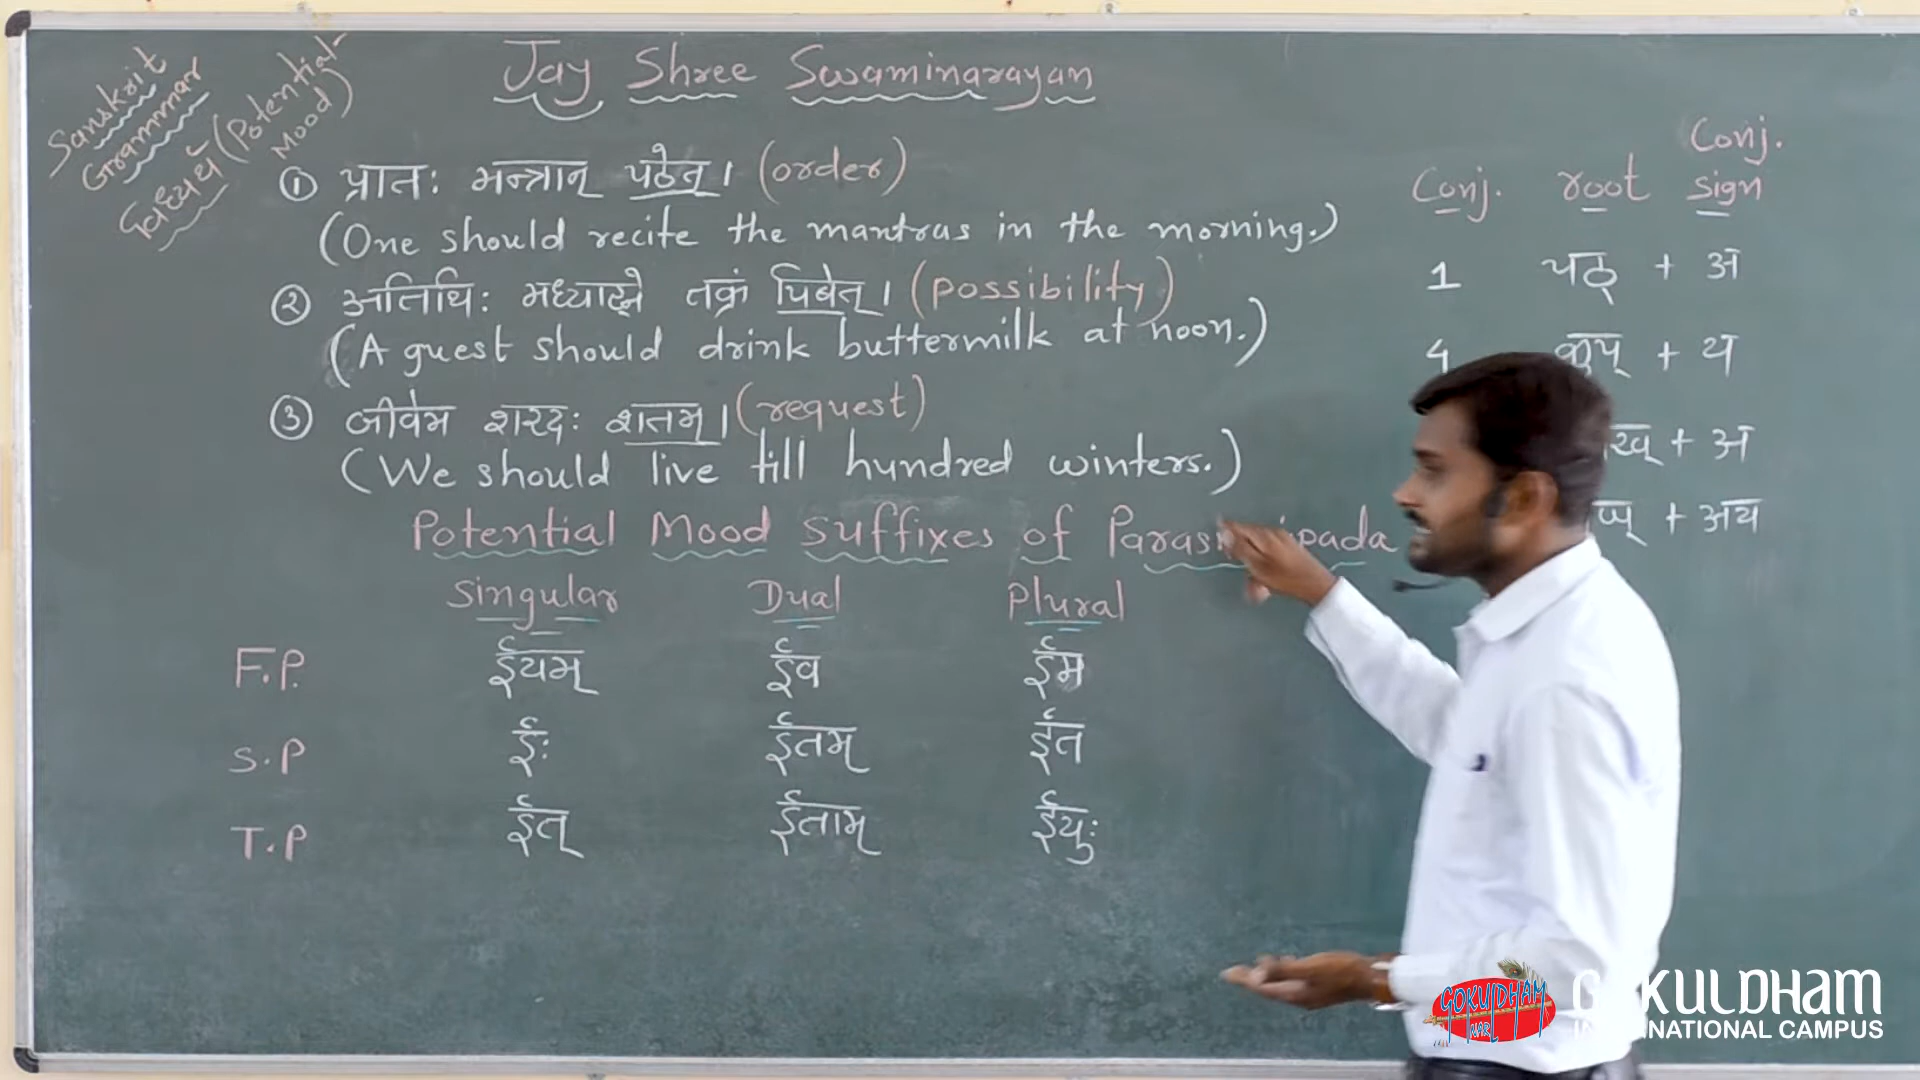 Sanskrit
Grammar
विध्यर्थ (Potential-
Mood)
Jay Shree Swaminarayan
① प्रातः मन्त्रान् पठेत्। (order)
(One should recite the mantras in the morning.)
② अतिथिः मध्याह्ने तक्रं पिबेत्। (possibility)
(A guest should drink buttermilk at noon.)
③ जीवेम शरदः शतम्। (request)
(We should live till hundred winters.)
Potential Mood suffixes of
Singular Dual Plural
F.P. ईयम् ईव ईम
S.P ईः ईतम् ईत
T.P ईत् ईताम् ईयुः
Conj. root Conj. sign
1 पठ् + अ
4 कुप् + य
+ अ
+ अय
GOKULDHAM
NAR
KULDHAM
CAMPUS